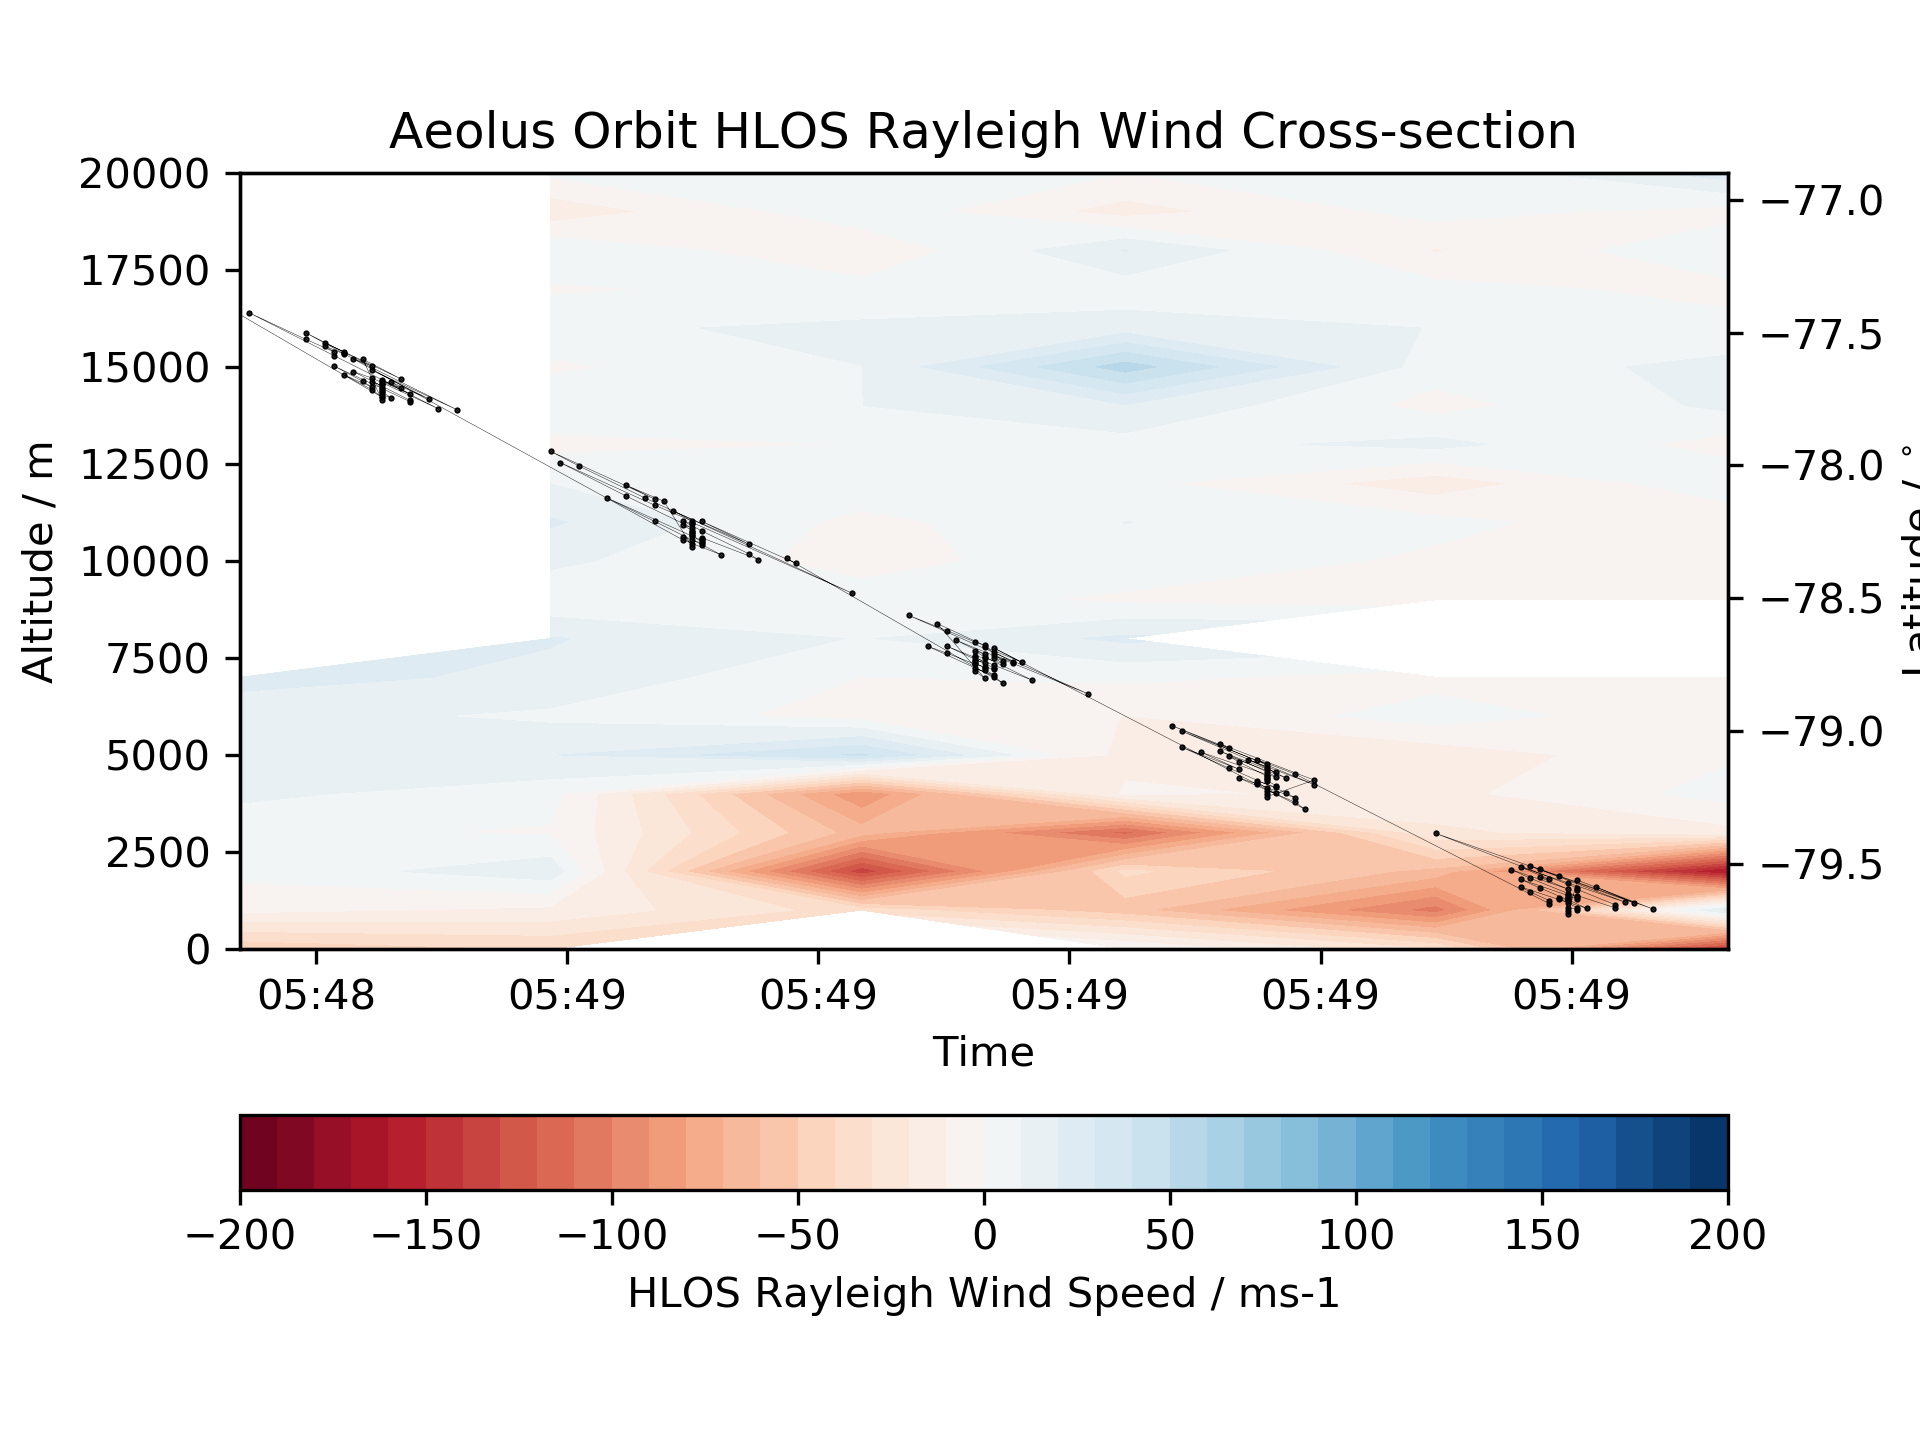 Aeolus Orbit HLOS Rayleigh Wind Cross-section
20000
17500
15000
12500
10000
7500
5000
2500
0
Altitude / m
−77.0
−77.5
−78.0
−78.5
−79.0
−79.5
Latitude / °
05:48 05:49 05:49 05:49 05:49 05:49
Time
−200 −150 −100 −50 0 50 100 150 200
HLOS Rayleigh Wind Speed / ms-1